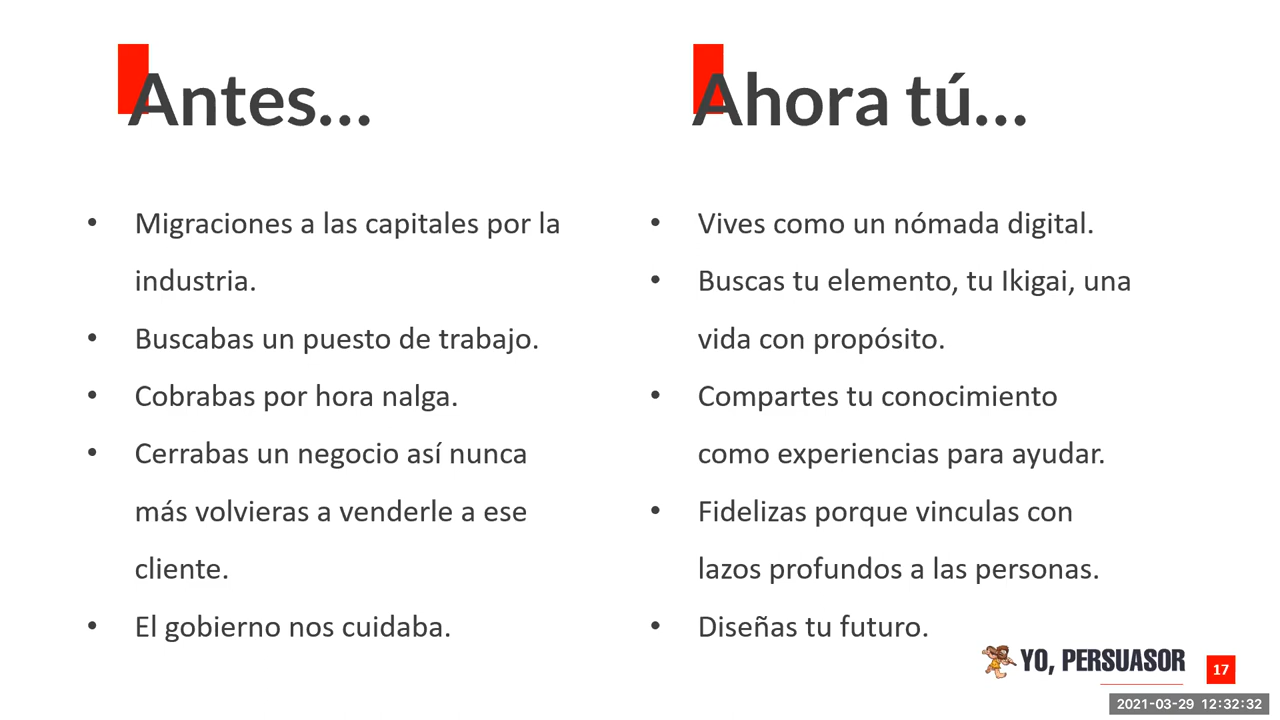 Antes...
Migraciones a las capitales por la
industria.
Buscabas un puesto de trabajo.
Cobrabas por hora nalga.
Cerrabas un negocio así nunca
más volvieras a venderle a ese
cliente.
El gobierno nos cuidaba.
Ahora tú...
Vives como un nómada digital.
Buscas tu elemento, tu Ikigai, una
vida con propósito.
Compartes tu conocimiento
como experiencias para ayudar.
Fidelizas porque vinculas con
lazos profundos a las personas.
Diseñas tu futuro.
YO, PERSUASOR
17
2021-03-29 12:32:32